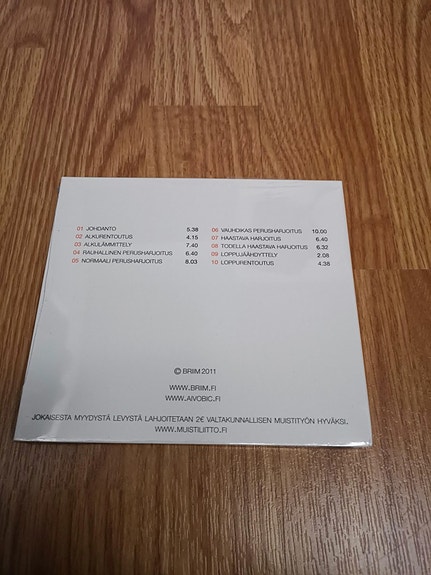 01 JOHDANTO 5.38
02 ALKURENTOUTUS 4.15
03 ALKULÄMMITTELY 7.40
04 RAUHALLINEN PERUSHARJOITUS 6.40
05 NORMAALI PERUSHARJOITUS 8.03
06 VAUHDIKAS PERUSHARJOITUS 10.00
07 HAASTAVA HARJOITUS 6.40
08 TODELLA HAASTAVA HARJOITUS 6.32
09 LOPPUJÄÄHDYTTELY 2.08
10 LOPPURENTOUTUS 4.38
© BRIIM 2011
WWW.BRIIM.FI
WWW.AIVOBIC.FI
JOKAISESTA MYYDYSTÄ LEVYSTÄ LAHJOITETAAN 2€ VALTAKUNNALLISEN MUISTITYÖN HYVÄKSI.
WWW.MUISTILIITTO.FI